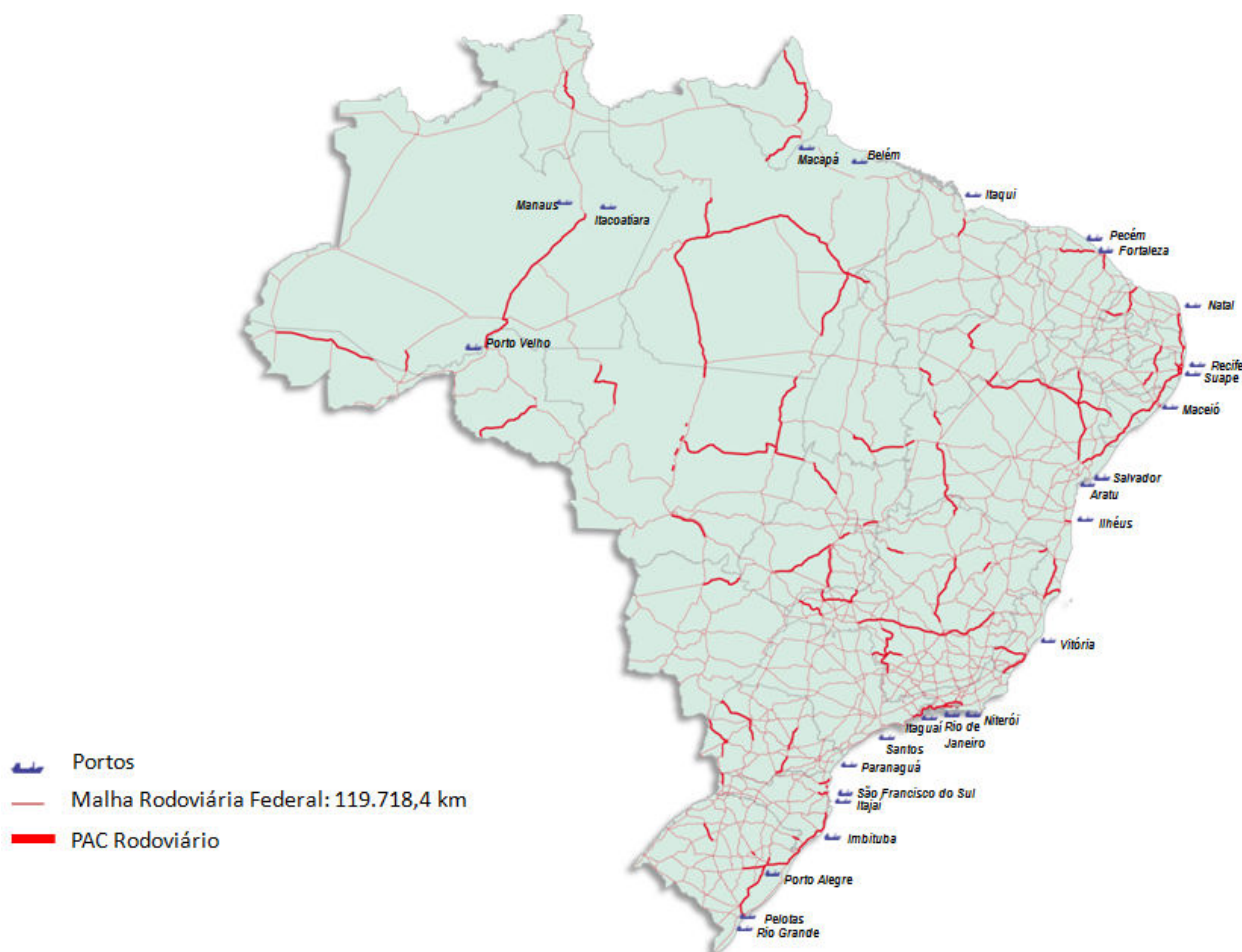 Macapá
Belém
Itaqui
Manaus
Itacoatiara
Pecém
Fortaleza
Natal
Porto Velho
Recife
Suape
Maceió
Salvador
Aratu
Ilhéus
Vitória
Itaguaí
Rio de
Janeiro
Niterói
Santos
Paranaguá
São Francisco do Sul
Itajaí
Imbituba
Porto Alegre
Pelotas
Rio Grande
Portos
Malha Rodoviária Federal: 119.718,4 km
PAC Rodoviário